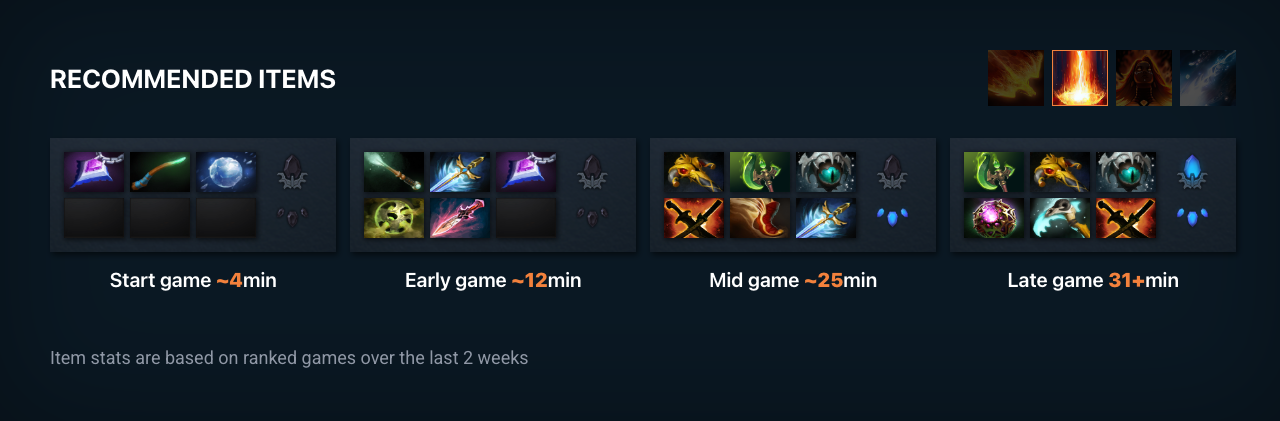 RECOMMENDED ITEMS
Start game ~4min
Early game ~12min
Mid game ~25min
Late game 31+min
Item stats are based on ranked games over the last 2 weeks